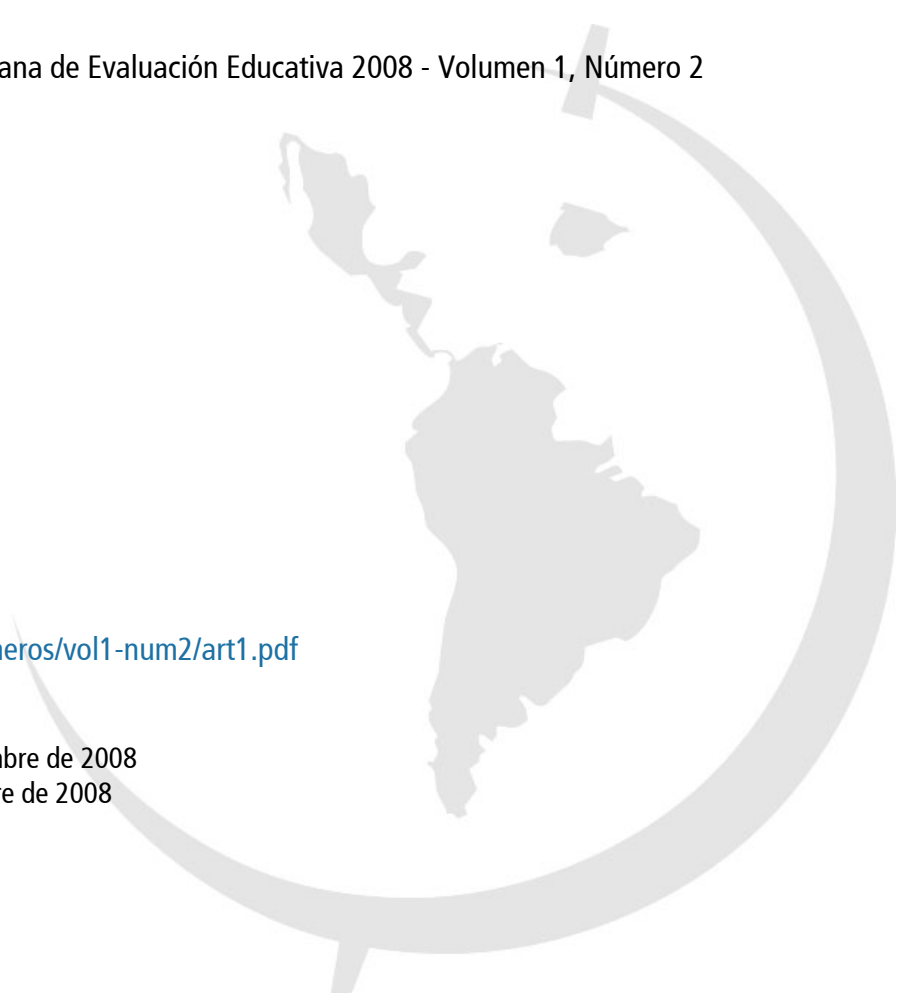 ana de Evaluación Educativa 2008 - Volumen 1, Número 2
neros/vol1-num2/art1.pdf
bre de 2008
re de 2008